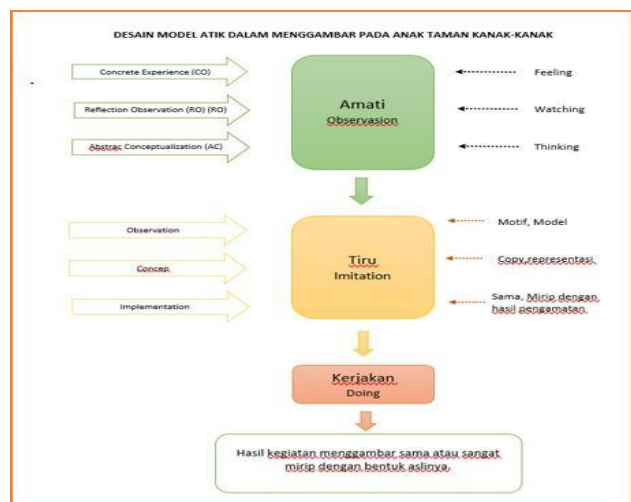 DESAIN MODEL ATIK DALAM MENGGAMBAR PADA ANAK TAMAN KANAK-KANAK
Concrete Experience (CO)
Reflection Observation (RO) (RO)
Abstrac Conceptualization (AC)
Amati
Observasion
Feeling
Watching
Thinking
Observation
Concep
Implementation
Tiru
Imitation
Motif, Model
Copy,representasi
Sama, Mirip dengan
hasil pengamatan
Kerjakan
Doing
Hasil kegiatan menggambar sama atau sangat
mirip dengan bentuk aslinya.